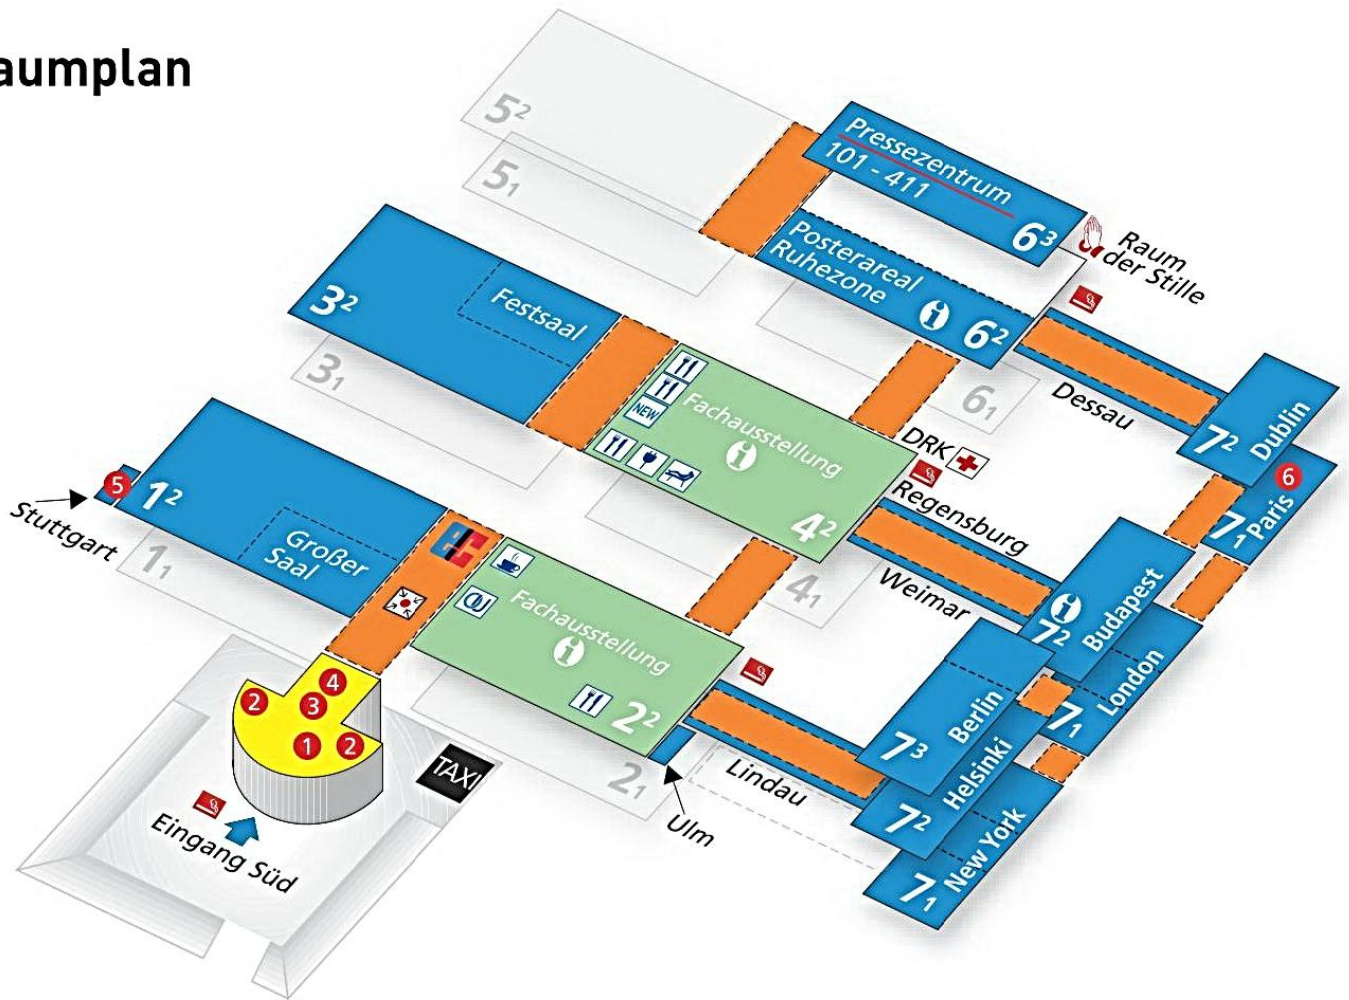 aumplan
5²
5₁
Pressezentrum
101 - 411
6³
Raum
der Stille
Posterareal
Ruhezone
6²
6₁
Dessau
7²
Dublin
6
7₁
Paris
3²
Festsaal
3₁
NEW
Fachausstellung
4²
4₁
DRK
Regensburg
Weimar
7²
Budapest
7₁
London
5
Stuttgart
1²
Großer
Saal
1₁
Fachausstellung
2²
2₁
Ulm
Lindau
7³
Berlin
7²
Helsinki
7₁
New York
4
2
3
1
2
TAXI
Eingang Süd